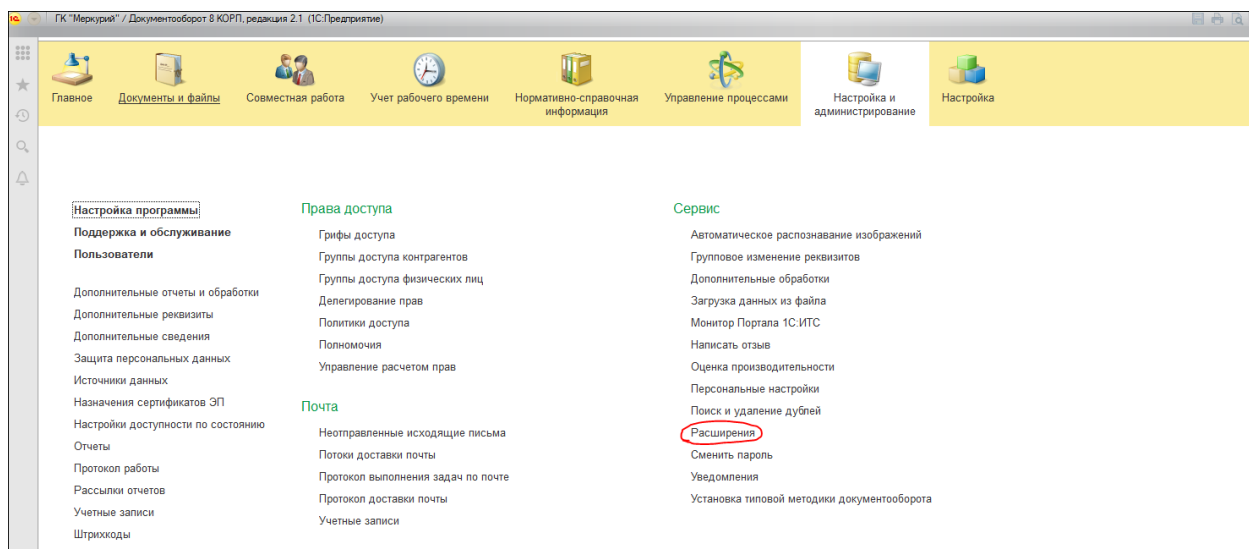 1С ГК "Меркурий" / Документооборот 8 КОРП, редакция 2.1 (1С:Предприятие)
Главное
Документы и файлы
Совместная работа
Учет рабочего времени
Нормативно-справочная
информация
Управление процессами
Настройка и
администрирование
Настройка
Настройка программы
Поддержка и обслуживание
Пользователи
Дополнительные отчеты и обработки
Дополнительные реквизиты
Дополнительные сведения
Защита персональных данных
Источники данных
Назначения сертификатов ЭП
Настройки доступности по состоянию
Отчеты
Протокол работы
Рассылки отчетов
Учетные записи
Штрихкоды
Права доступа
Грифы доступа
Группы доступа контрагентов
Группы доступа физических лиц
Делегирование прав
Политики доступа
Полномочия
Управление расчетом прав
Почта
Неотправленные исходящие письма
Потоки доставки почты
Протокол выполнения задач по почте
Протокол доставки почты
Учетные записи
Сервис
Автоматическое распознавание изображений
Групповое изменение реквизитов
Дополнительные обработки
Загрузка данных из файла
Монитор Портала 1С:ИТС
Написать отзыв
Оценка производительности
Персональные настройки
Поиск и удаление дублей
Расширения
Сменить пароль
Уведомления
Установка типовой методики документооборота